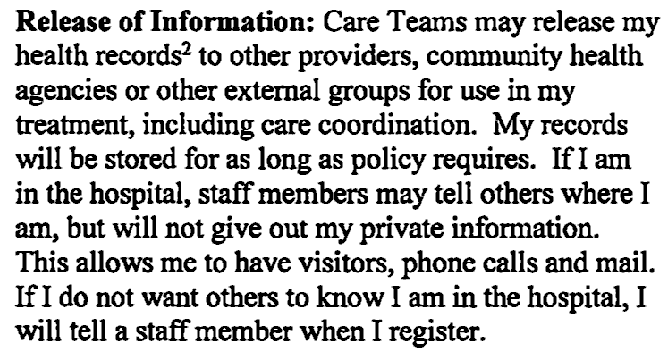 Release of Information: Care Teams may release my
health records² to other providers, community health
agencies or other external groups for use in my
treatment, including care coordination.  My records
will be stored for as long as policy requires.  If I am
in the hospital, staff members may tell others where I
am, but will not give out my private information.
This allows me to have visitors, phone calls and mail.
If I do not want others to know I am in the hospital, I
will tell a staff member when I register.